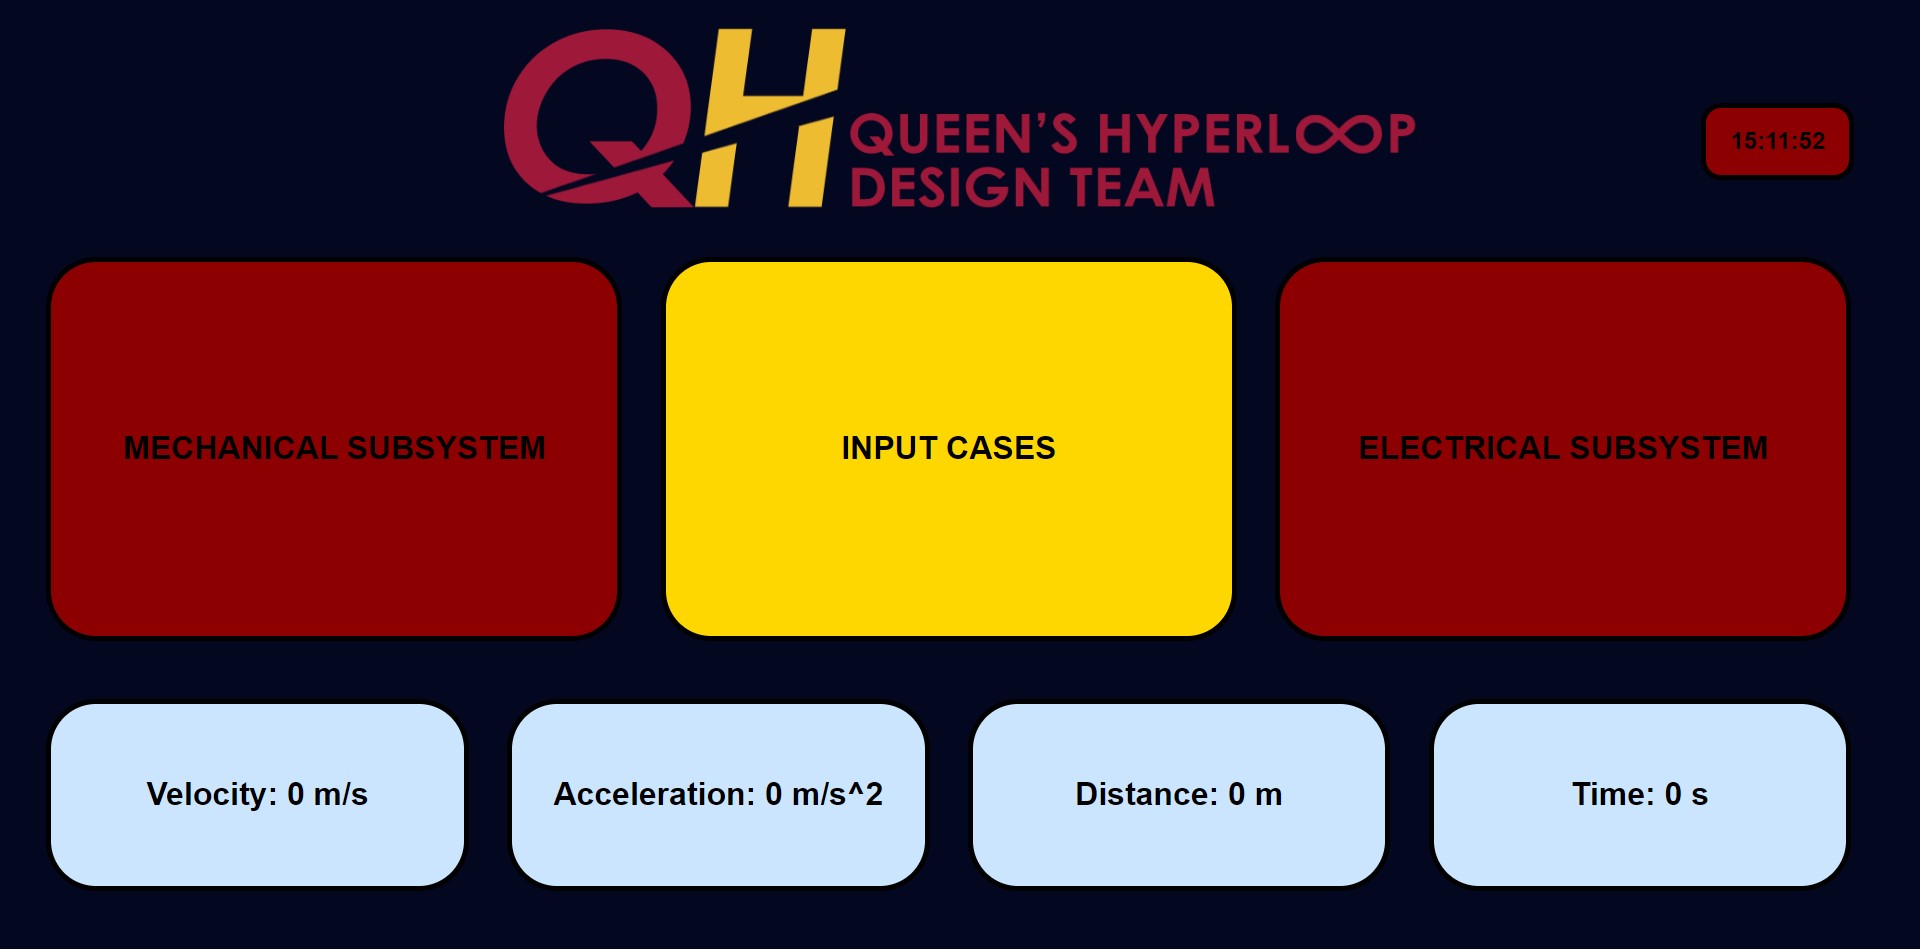 QH
QUEEN'S HYPERLOOP
DESIGN TEAM
15:11:52
MECHANICAL SUBSYSTEM
INPUT CASES
ELECTRICAL SUBSYSTEM
Velocity: 0 m/s
Acceleration: 0 m/s^2
Distance: 0 m
Time: 0 s